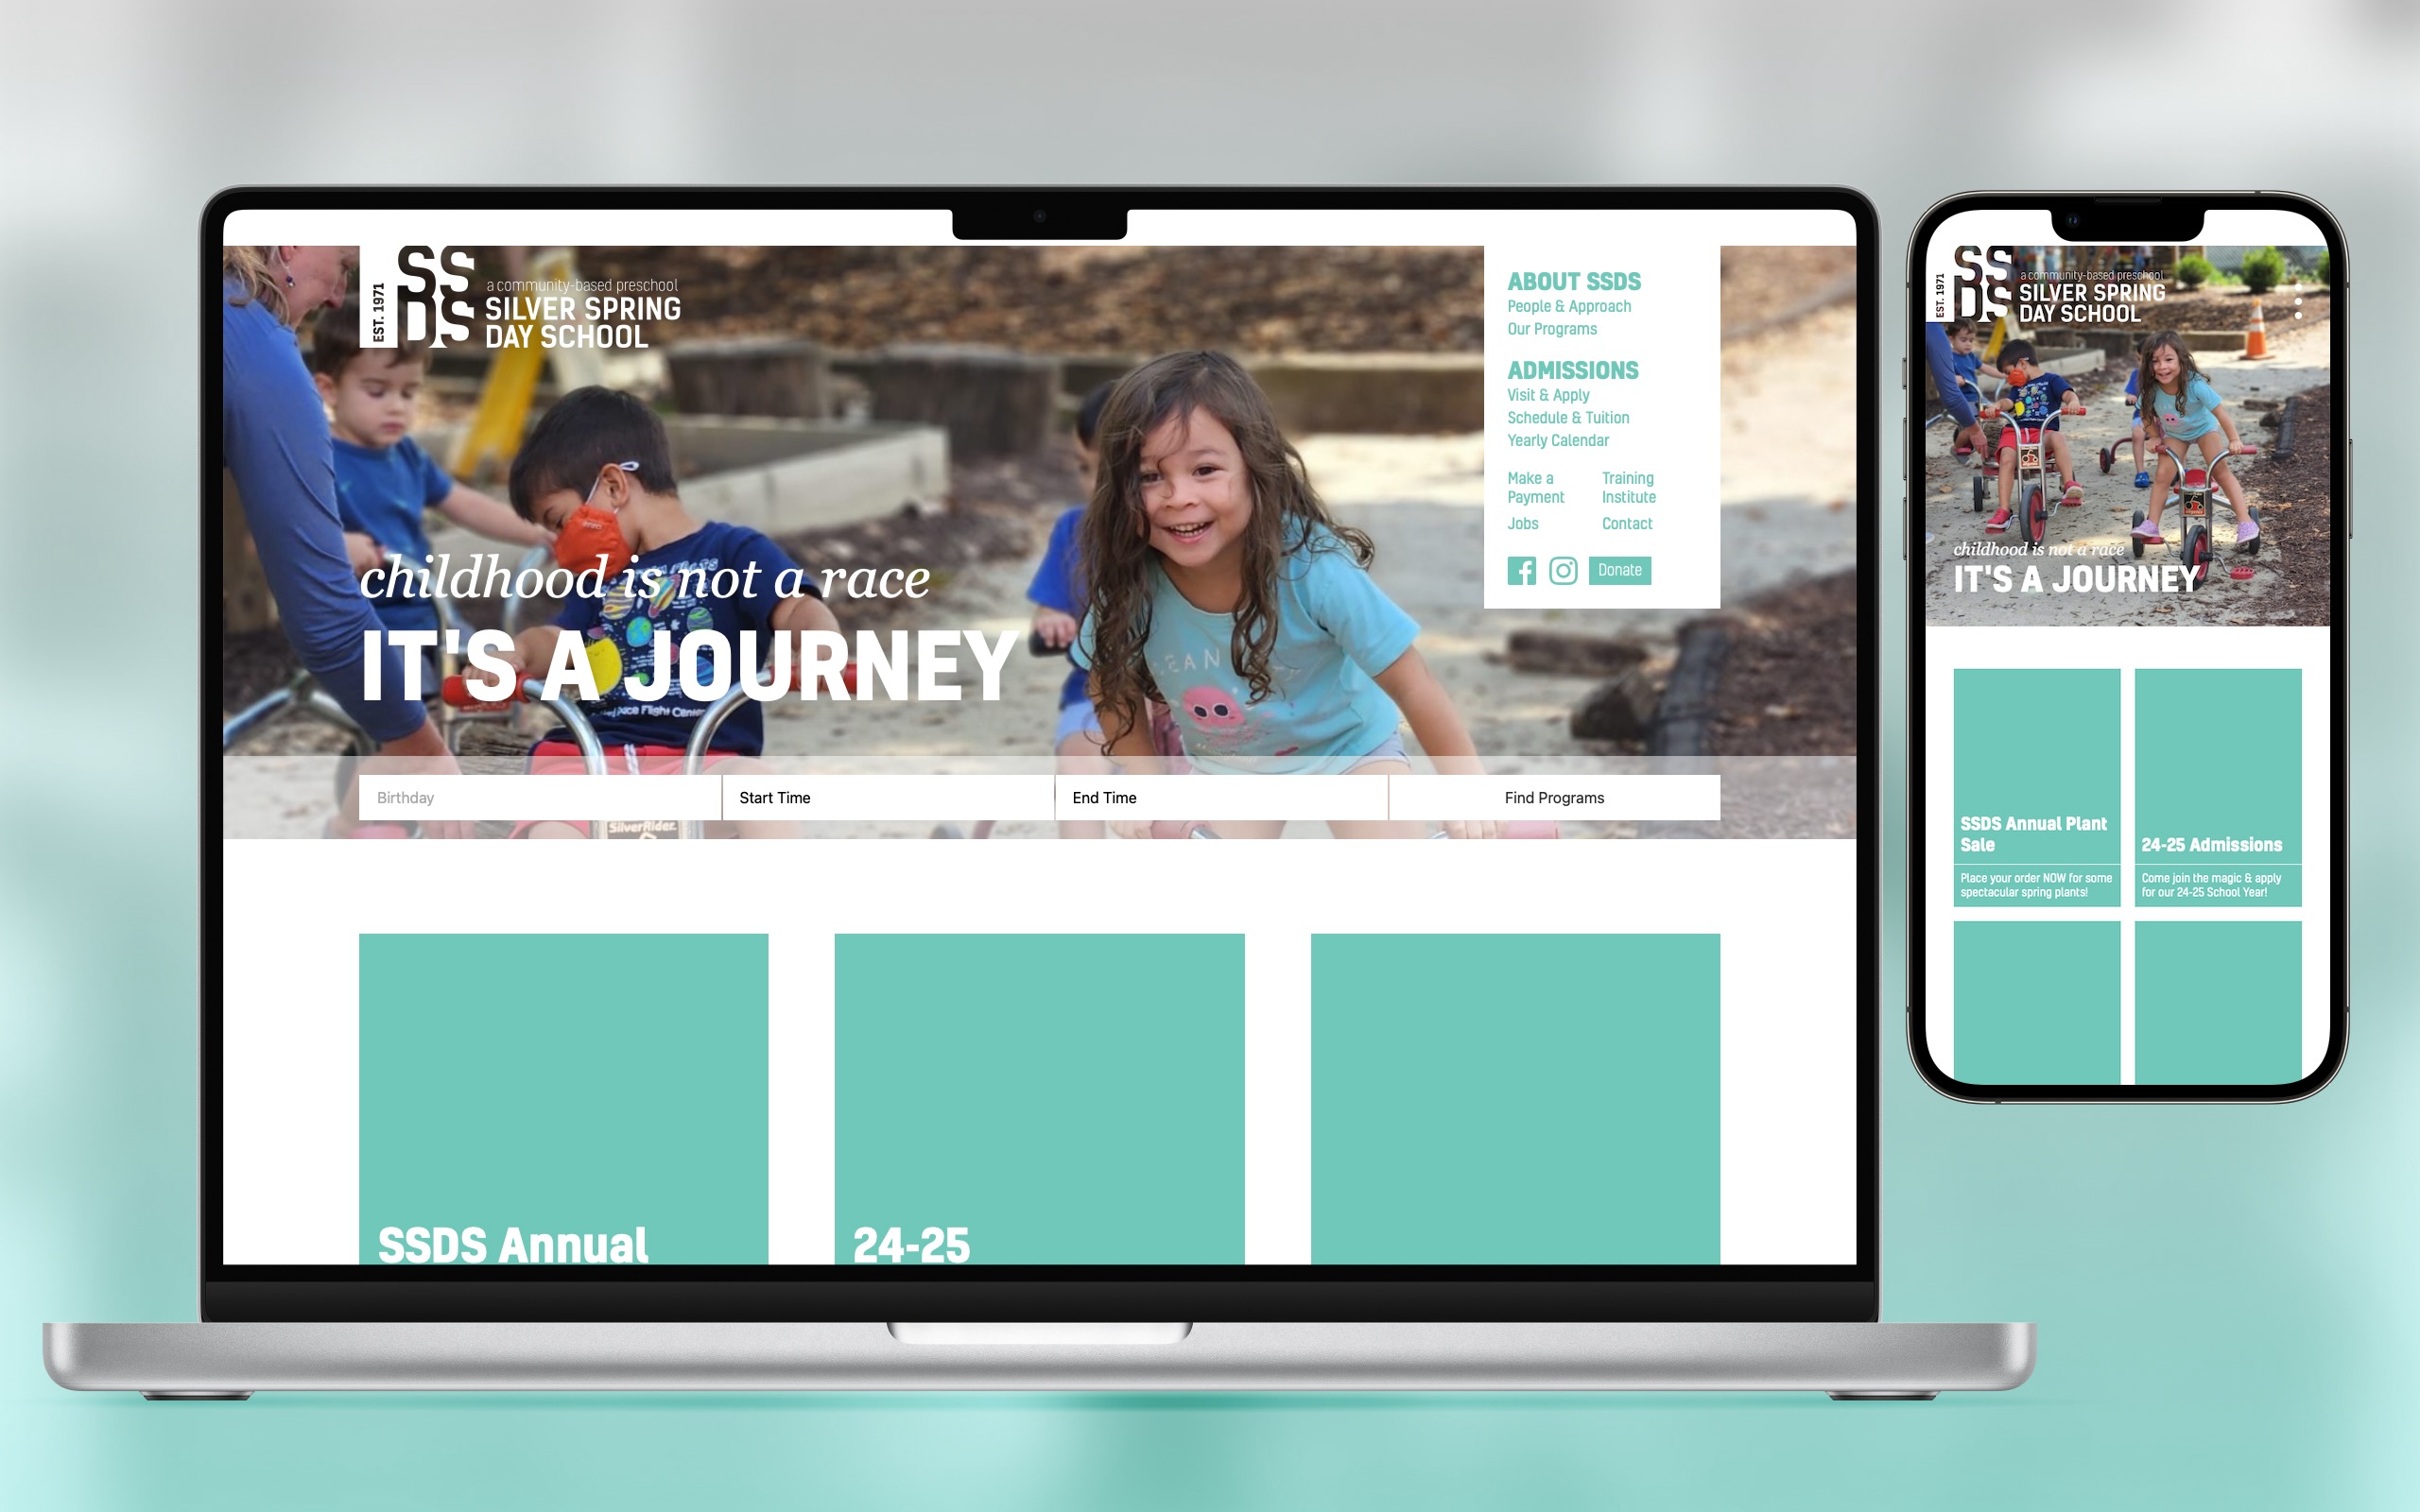 EST. 1971
SS
DS
a community-based preschool
SILVER SPRING
DAY SCHOOL
ABOUT SSDS
People & Approach
Our Programs
ADMISSIONS
Visit & Apply
Schedule & Tuition
Yearly Calendar
Make a
Payment
Training
Institute
Jobs
Contact
Donate
childhood is not a race
IT'S A JOURNEY
Birthday
Start Time
End Time
Find Programs
SilverRider.
SSDS Annual
24-25
EST. 1971
SS
DS
a community-based preschool
SILVER SPRING
DAY SCHOOL
childhood is not a race
IT'S A JOURNEY
SSDS Annual Plant
Sale
Place your order NOW for some
spectacular spring plants!
24-25 Admissions
Come join the magic & apply
for our 24-25 School Year!